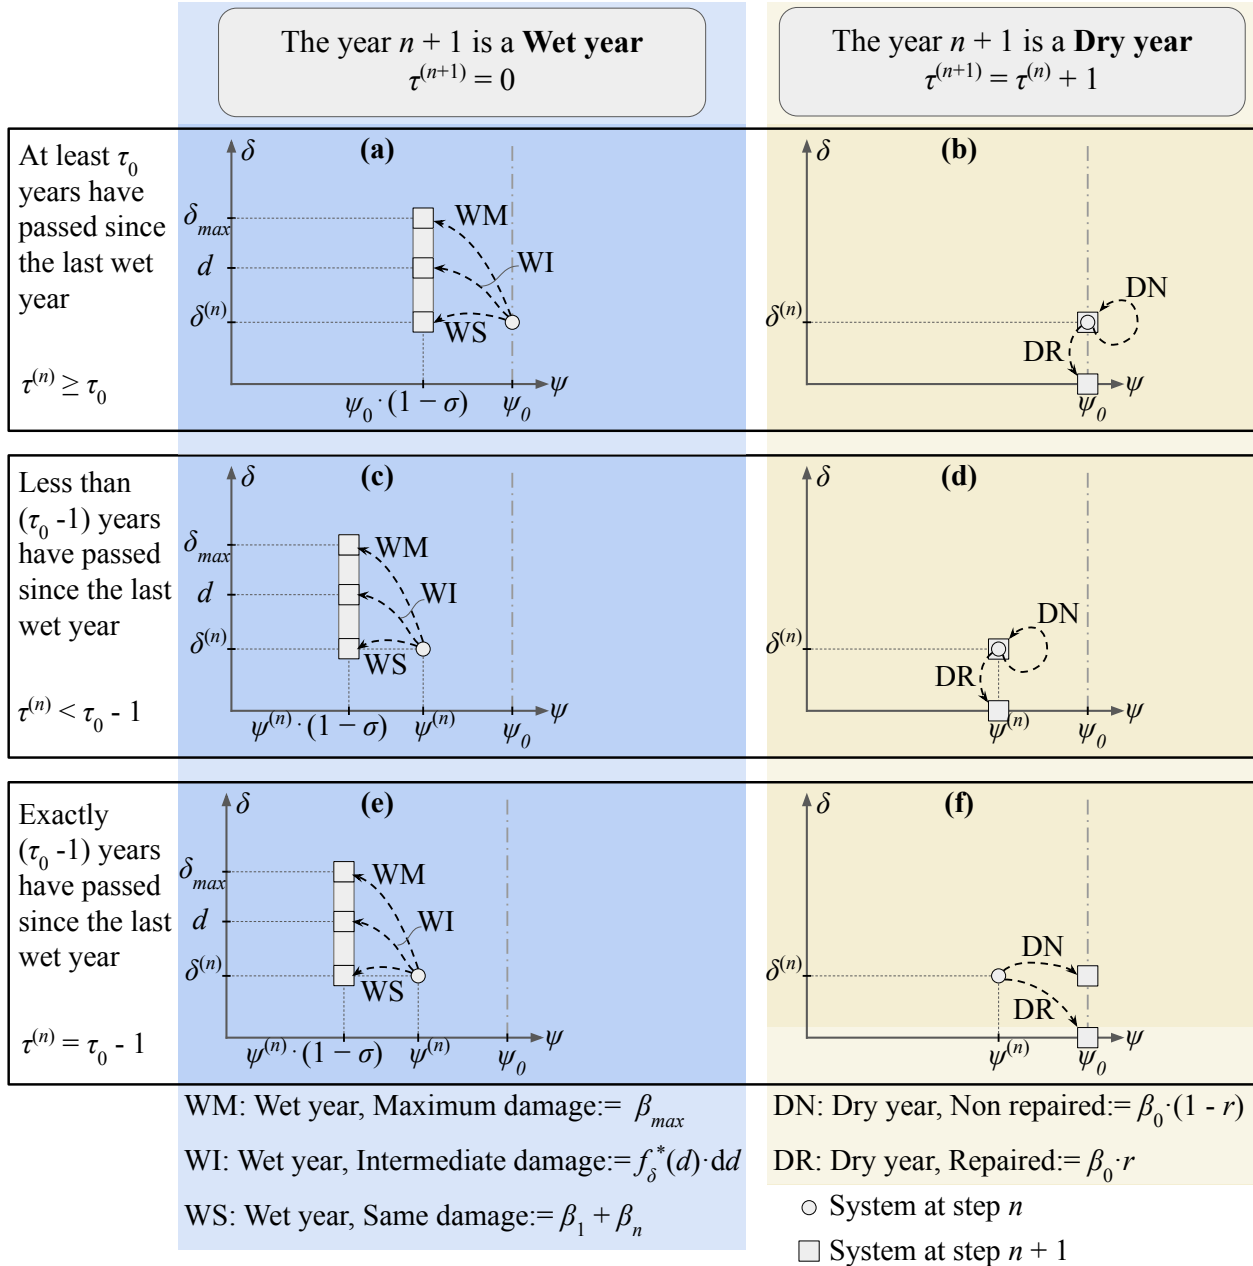 The year n + 1 is a Wet year
τ^(n+1) = 0
The year n + 1 is a Dry year
τ^(n+1) = τ^(n) + 1
At least τ₀
years have
passed since
the last wet
year
τ^(n) ≥ τ₀
(a)
δ
δ_max
d
δ^(n)
WM
WI
WS
ψ₀ · (1 − σ)
ψ₀
ψ
(b)
δ
δ^(n)
DN
DR
ψ₀
ψ
Less than
(τ₀ -1) years
have passed
since the last
wet year
τ^(n) < τ₀ - 1
(c)
δ
δ_max
d
δ^(n)
WM
WI
WS
ψ^(n) · (1 − σ)
ψ^(n)
ψ₀
ψ
(d)
δ
δ^(n)
DN
DR
ψ^(n)
ψ₀
ψ
Exactly
(τ₀ -1) years
have passed
since the last
wet year
τ^(n) = τ₀ - 1
(e)
δ
δ_max
d
δ^(n)
WM
WI
WS
ψ^(n) · (1 − σ)
ψ^(n)
ψ₀
ψ
(f)
δ
δ^(n)
DN
DR
ψ^(n)
ψ₀
ψ
WM: Wet year, Maximum damage:= β_max
WI: Wet year, Intermediate damage:= f_δ^*(d)·dd
WS: Wet year, Same damage:= β₁ + β_n
DN: Dry year, Non repaired:= β₀·(1 - r)
DR: Dry year, Repaired:= β₀·r
System at step n
System at step n + 1